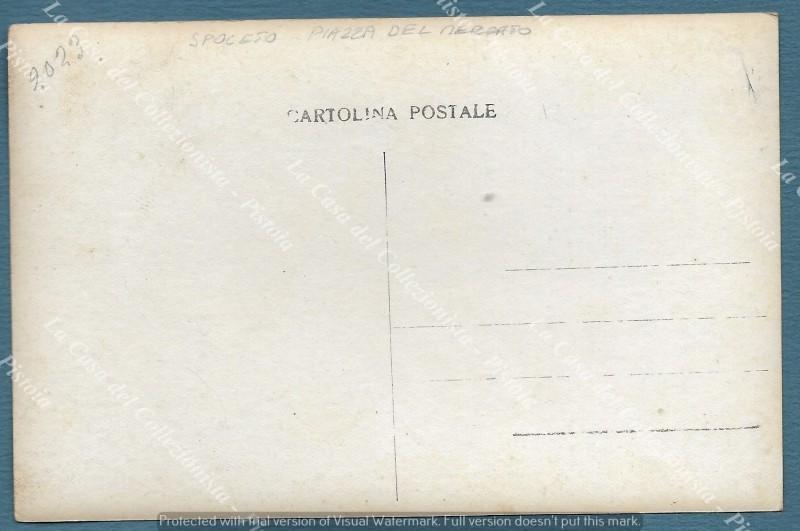 SPOLETO PIAZZA DEL MERCATO
2023
CARTOLINA POSTALE
La Casa del Collezionista - Pistoia
Protected with trial version of Visual Watermark. Full version doesn't put this mark.